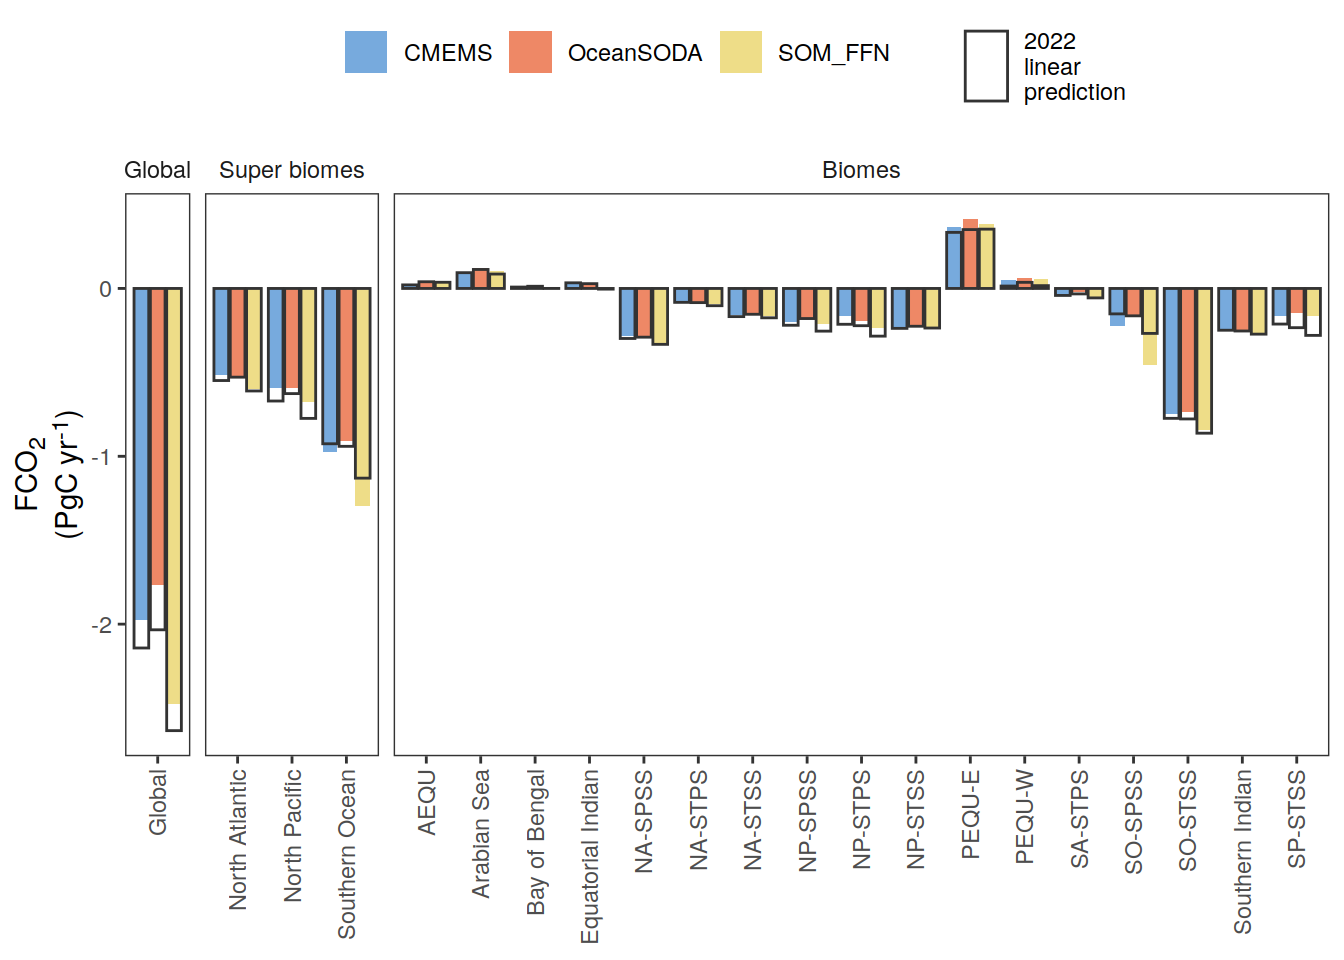 CMEMS
OceanSODA
SOM_FFN
2022
linear
prediction
Global
Super biomes
Biomes
FCO₂
(PgC yr⁻¹)
0
-1
-2
Global
North Atlantic
North Pacific
Southern Ocean
AEQU
Arabian Sea
Bay of Bengal
Equatorial Indian
NA-SPSS
NA-STPS
NA-STSS
NP-SPSS
NP-STPS
NP-STSS
PEQU-E
PEQU-W
SA-STPS
SO-SPSS
SO-STSS
Southern Indian
SP-STSS